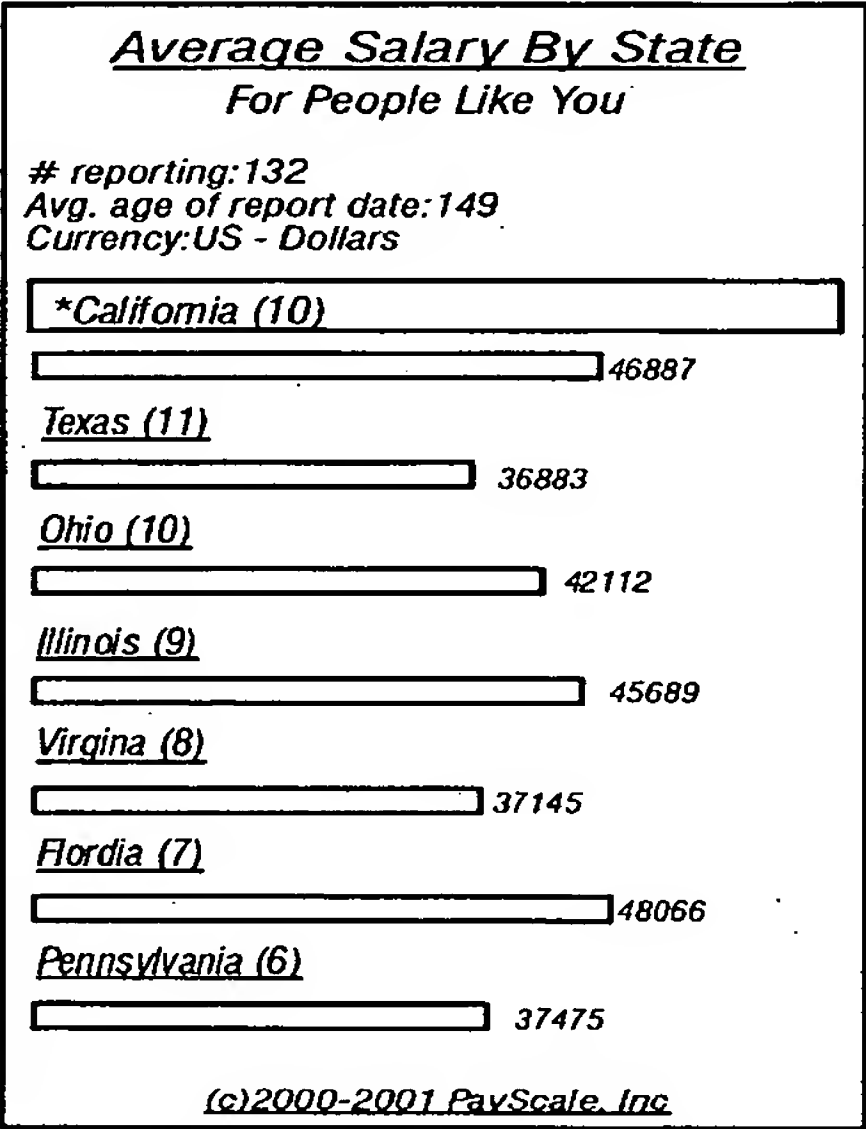 Average Salary By State
For People Like You
# reporting:132
Avg. age of report date:149
Currency:US - Dollars
*California (10)
46887
Texas (11)
36883
Ohio (10)
42112
Illinois (9)
45689
Virgina (8)
37145
Flordia (7)
48066
Pennsylvania (6)
37475
(c)2000-2001 PayScale, Inc